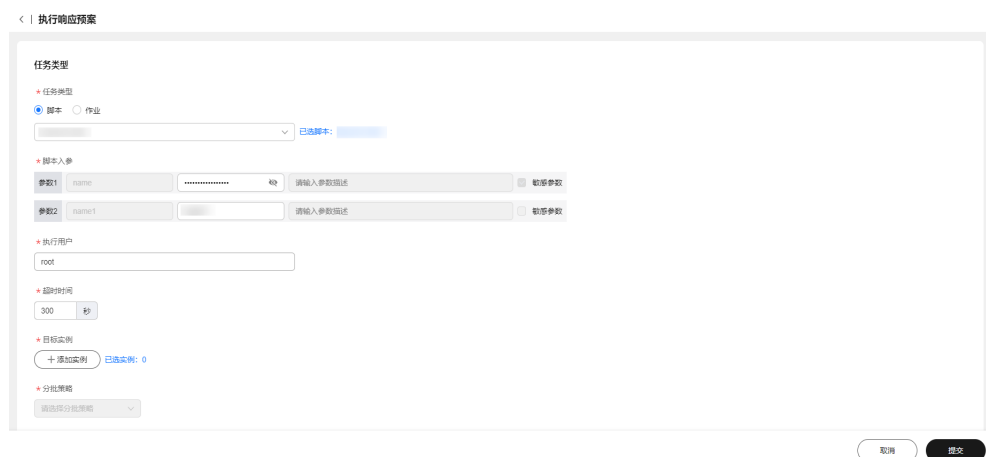 执行响应预案
任务类型
* 任务类型
脚本 作业
已选脚本：
* 脚本入参
参数1 name ••••••••••••••••• 请输入参数描述 敏感参数
参数2 name1 请输入参数描述 敏感参数
* 执行用户
root
* 超时时间
300 秒
* 目标实例
+ 添加实例 已选实例：0
* 分批策略
请选择分批策略
取消 提交